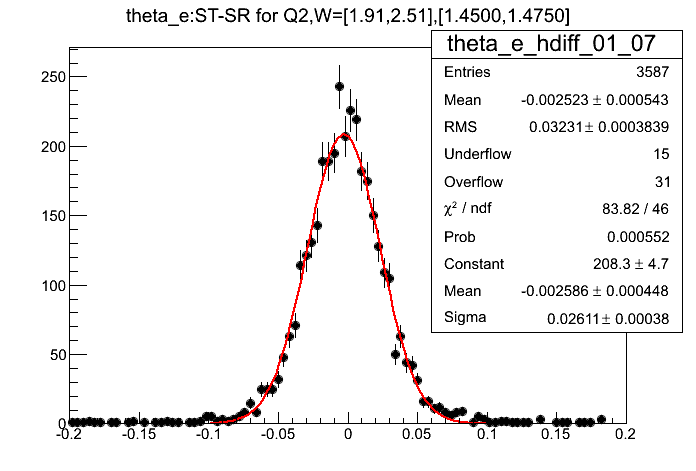 theta_e:ST-SR for Q2,W=[1.91,2.51],[1.4500,1.4750]
theta_e_hdiff_01_07
Entries 3587
Mean -0.002523 ± 0.000543
RMS 0.03231± 0.0003839
Underflow 15
Overflow 31
χ² / ndf 83.82 / 46
Prob 0.000552
Constant 208.3 ± 4.7
Mean -0.002586 ± 0.000448
Sigma 0.02611± 0.00038
250
200
150
100
50
0
-0.2 -0.15 -0.1 -0.05 0 0.05 0.1 0.15 0.2